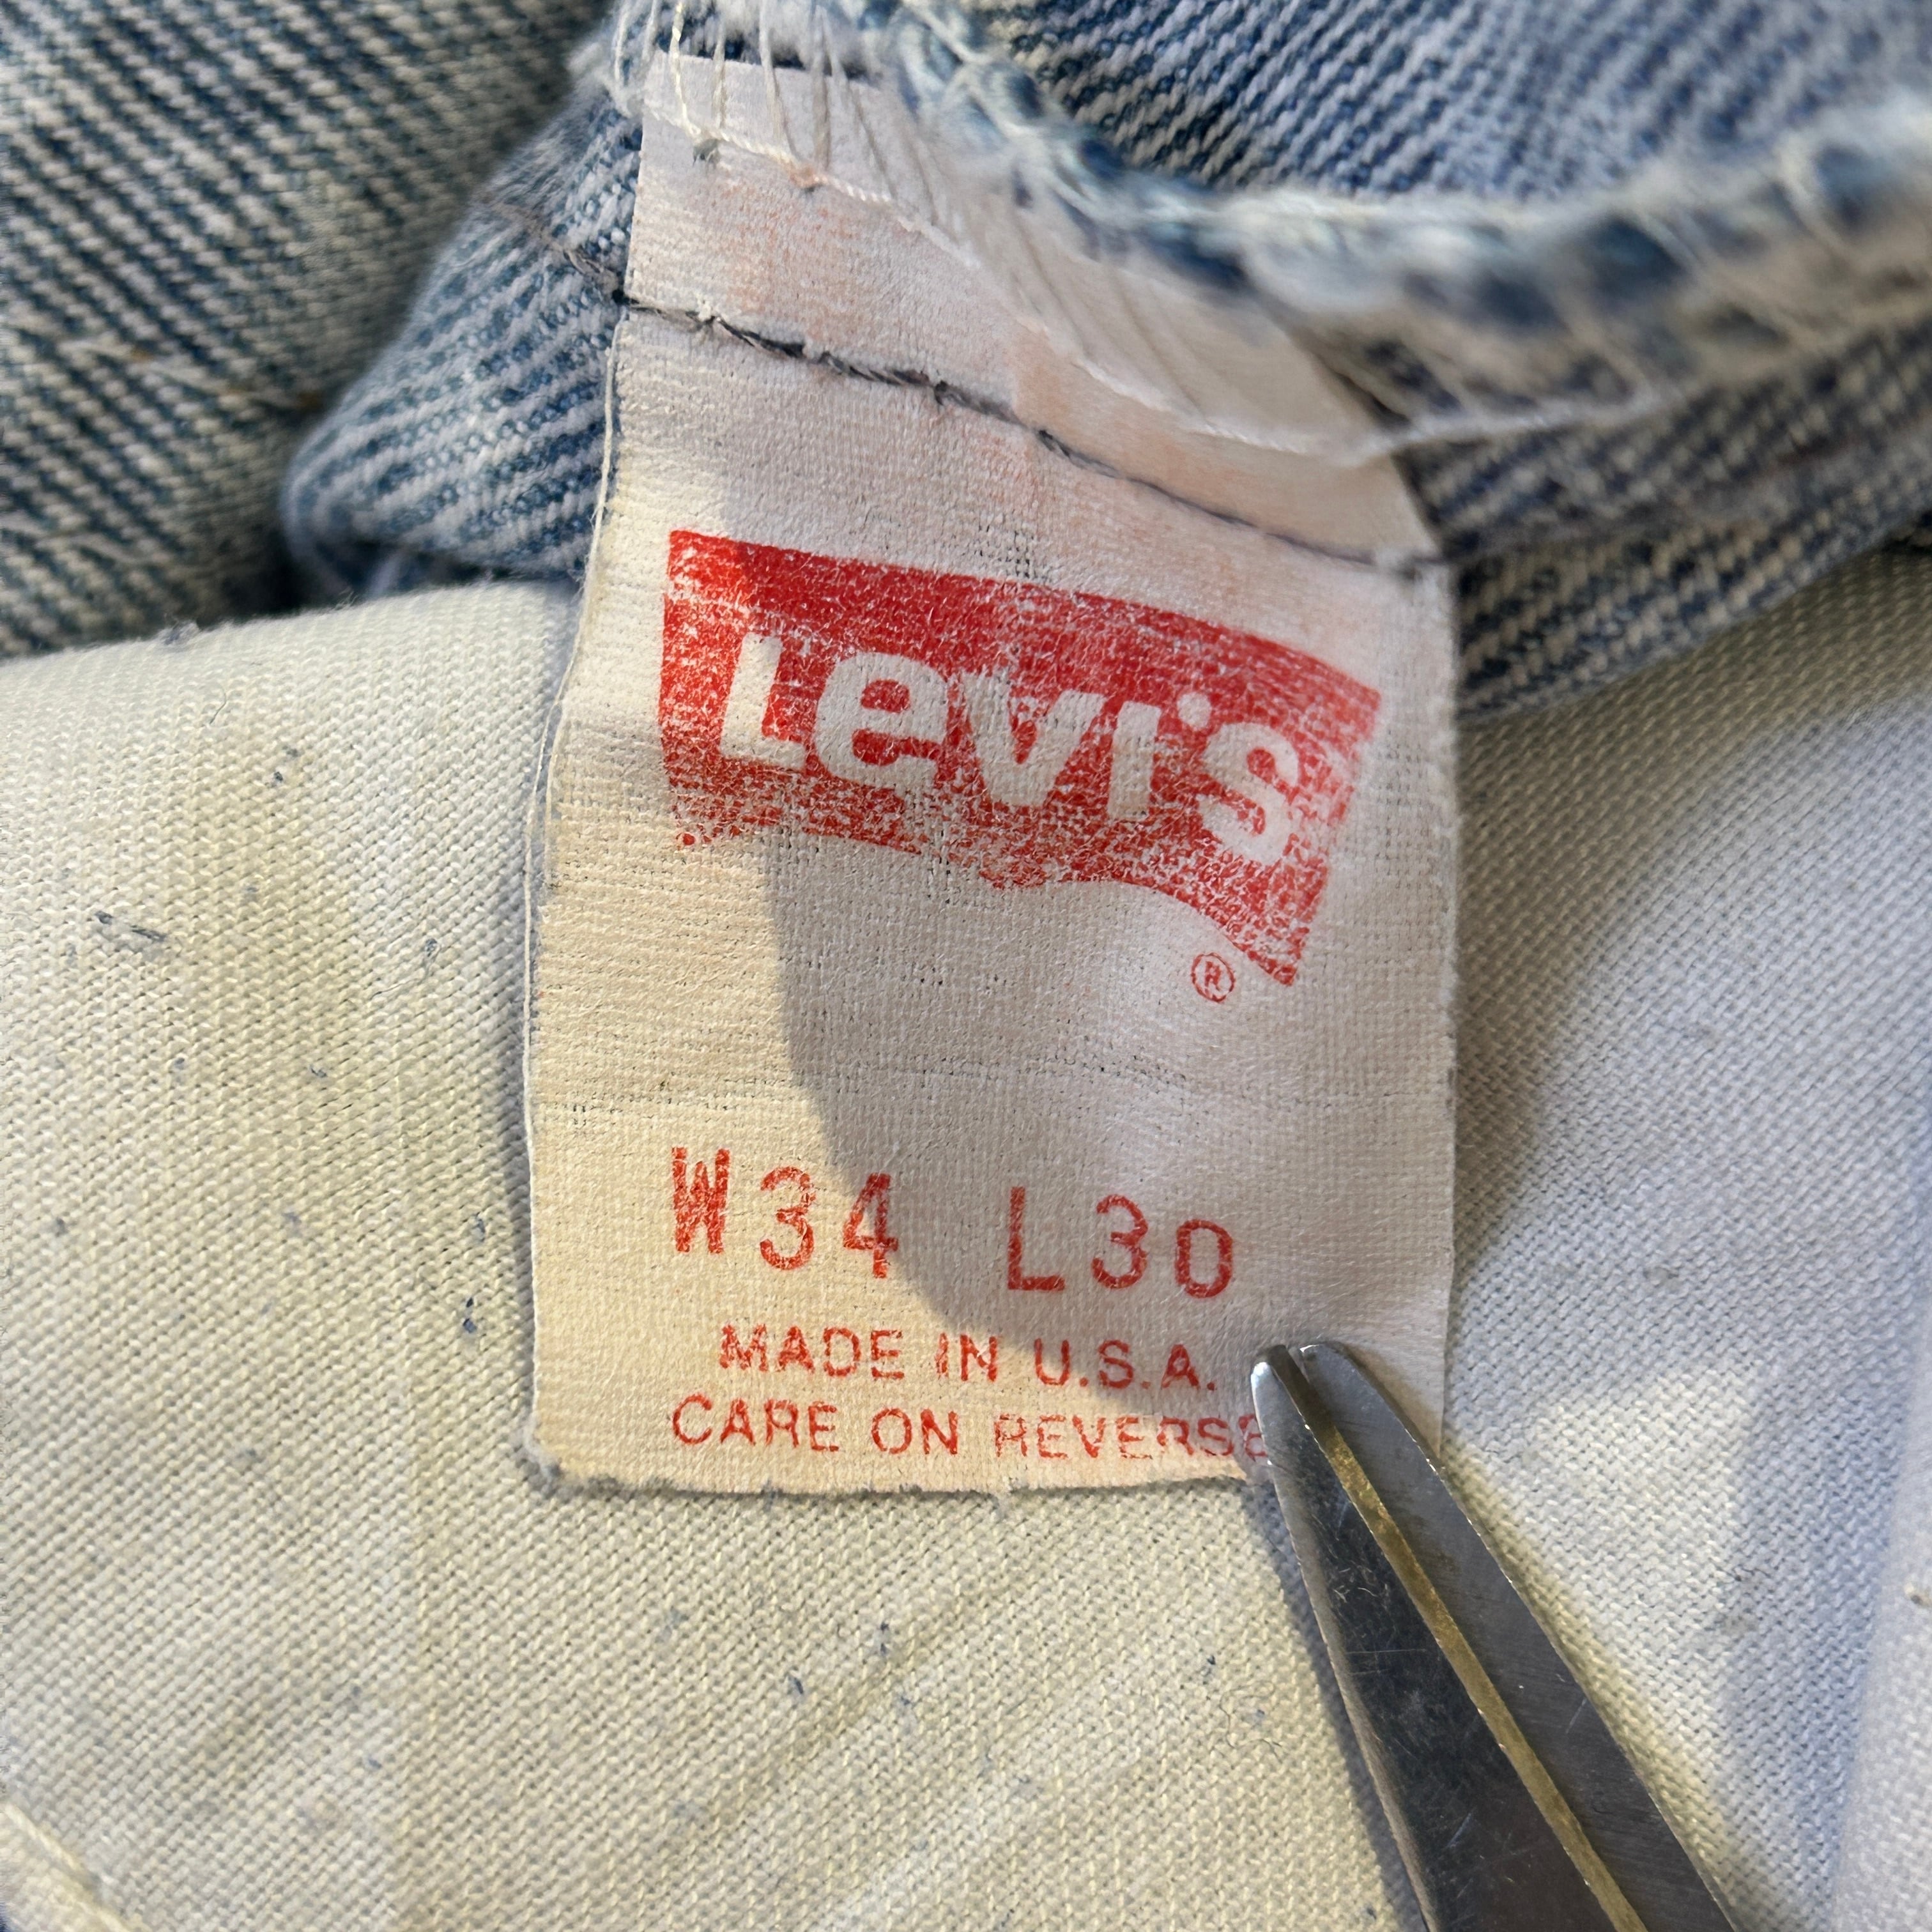 Levi's
®
W34 L30
MADE IN U.S.A.
CARE ON REVERSE